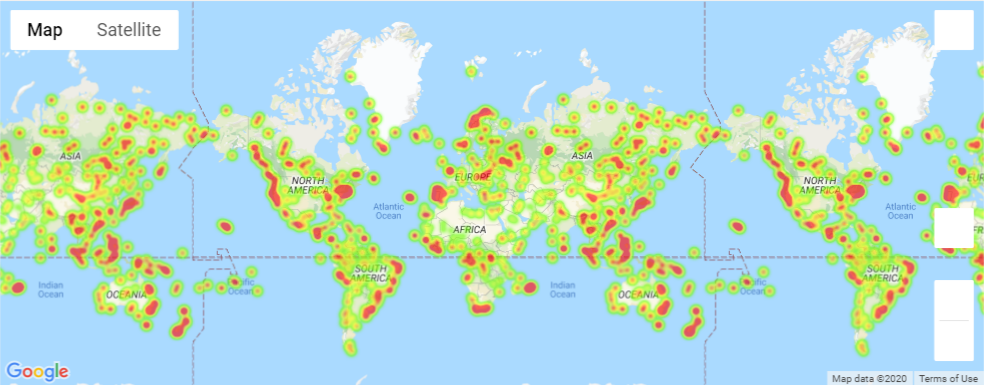 Map Satellite
ASIA
NORTH
AMERICA
Atlantic
Ocean
EUROPE
AFRICA
ASIA
NORTH
AMERICA
Atlantic
Ocean
Indian
Ocean
OCEANIA
Pacific
Ocean
SOUTH
AMERICA
Indian
Ocean
OCEANIA
Pacific
Ocean
SOUTH
AMERICA
Google
Map data ©2020 Terms of Use